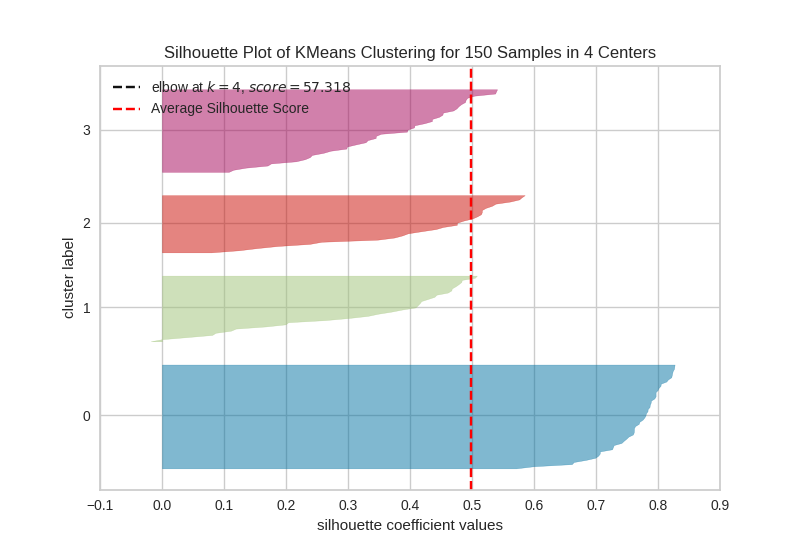 Silhouette Plot of KMeans Clustering for 150 Samples in 4 Centers
elbow at k = 4, score = 57.318
Average Silhouette Score
3
2
1
0
cluster label
−0.1 0.0 0.1 0.2 0.3 0.4 0.5 0.6 0.7 0.8 0.9
silhouette coefficient values